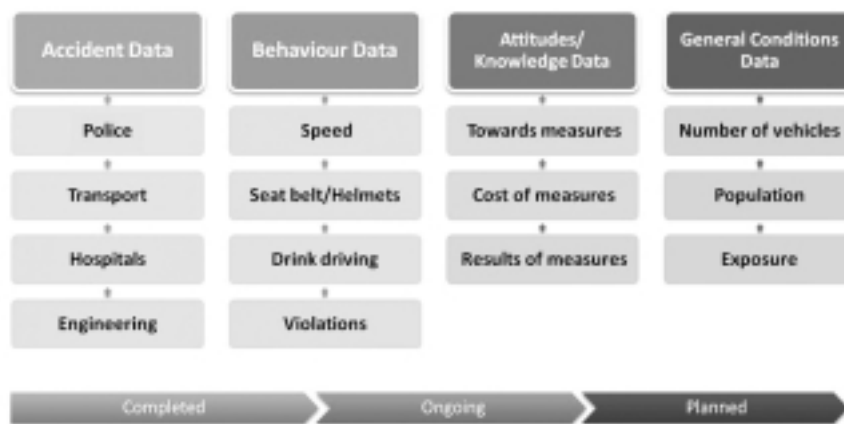 Accident Data
Police
Transport
Hospitals
Engineering
Behaviour Data
Speed
Seat belt/Helmets
Drink driving
Violations
Attitudes/
Knowledge Data
Towards measures
Cost of measures
Results of measures
General Conditions
Data
Number of vehicles
Population
Exposure
Completed
Ongoing
Planned